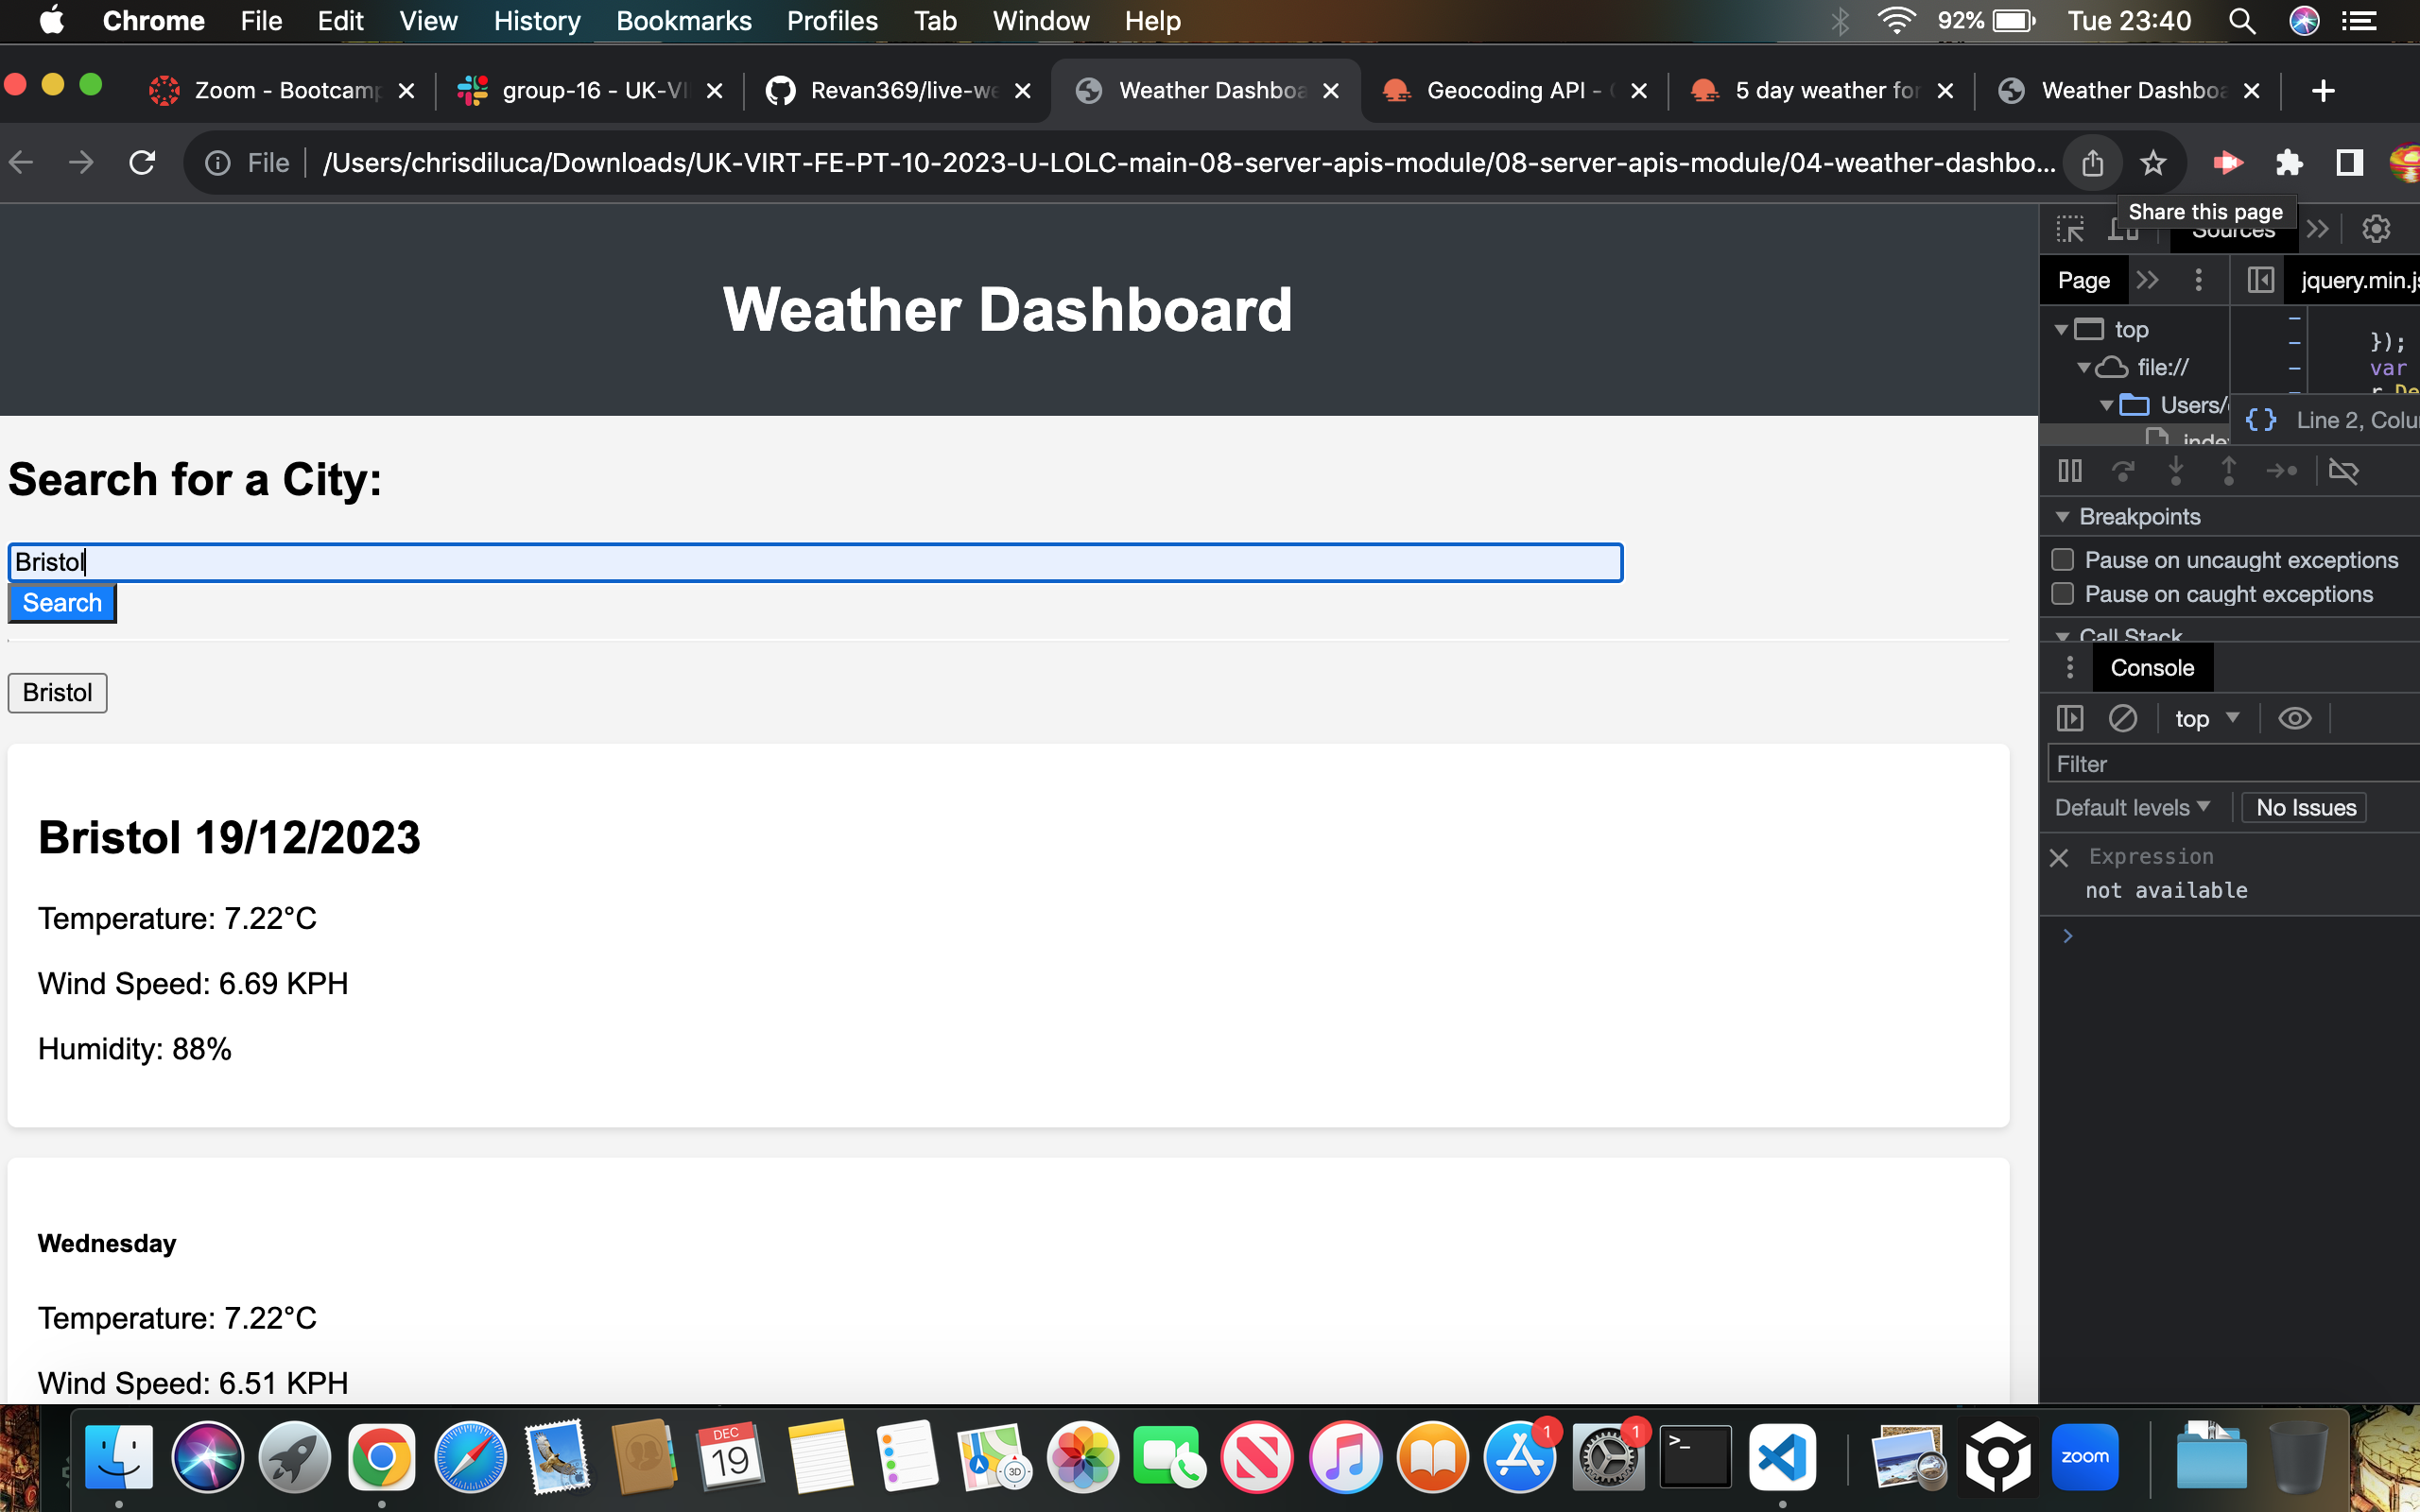 Chrome File Edit View History Bookmarks Profiles Tab Window Help 92% Tue 23:40
Zoom - Bootcamp group-16 - UK-VI Revan369/live-we Weather Dashboa Geocoding API - 5 day weather for Weather Dashboa
File /Users/chrisdiluca/Downloads/UK-VIRT-FE-PT-10-2023-U-LOLC-main-08-server-apis-module/08-server-apis-module/04-weather-dashbo...
Share this page
Sources
Weather Dashboard
Page jquery.min.js
top
});
file://
var
Users/
Line 2, Colu
Search for a City:
Bristol
Search
Breakpoints
Pause on uncaught exceptions
Pause on caught exceptions
Call Stack
Console
Bristol
top
Filter
Default levels No Issues
Expression
not available
Bristol 19/12/2023
Temperature: 7.22°C
Wind Speed: 6.69 KPH
Humidity: 88%
Wednesday
Temperature: 7.22°C
Wind Speed: 6.51 KPH
DEC
19
3D
1
1
>_
zoom